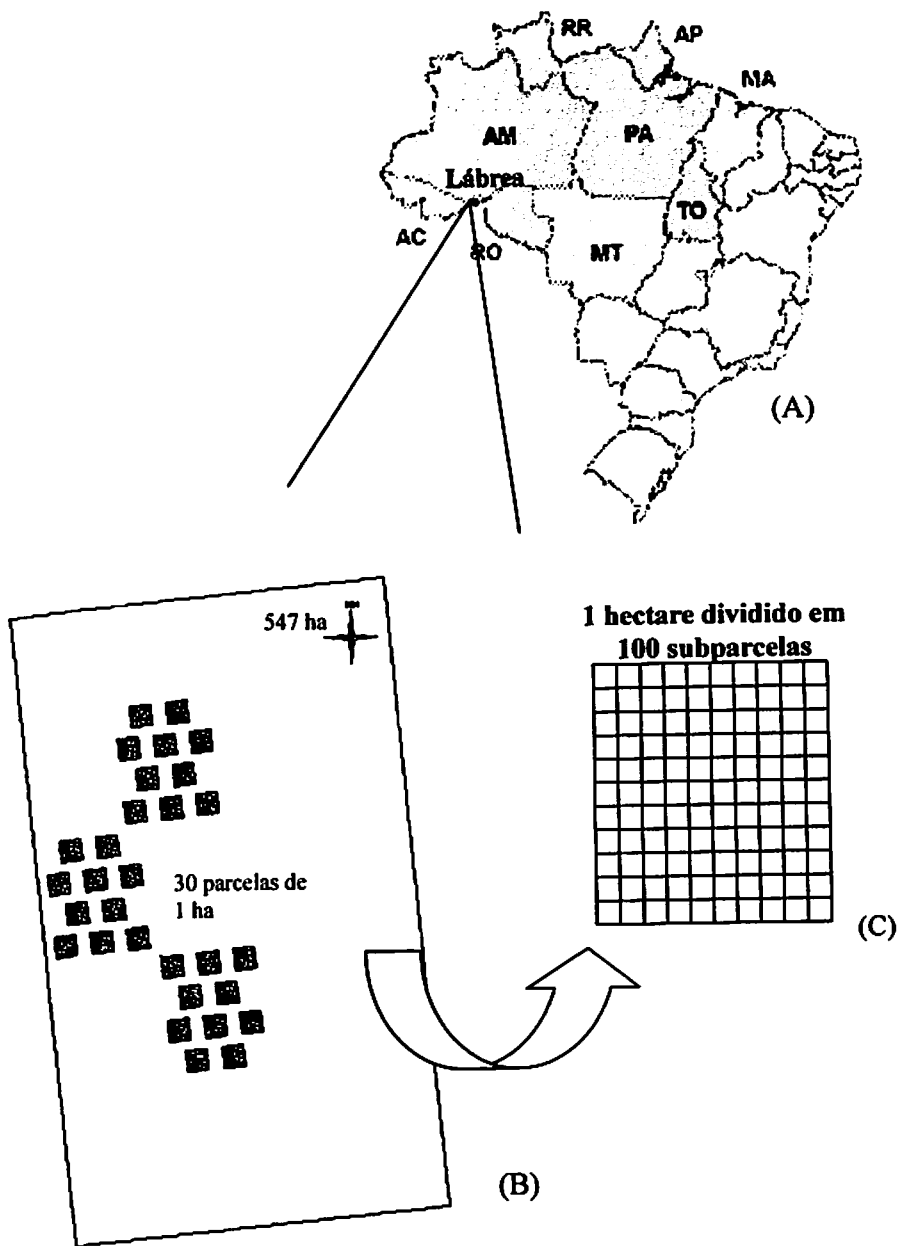 RR
AP
MA
AM
PA
Lábrea
TO
AC
RO
MT
(A)
547 ha
1 hectare dividido em
100 subparcelas
30 parcelas de
1 ha
(C)
(B)